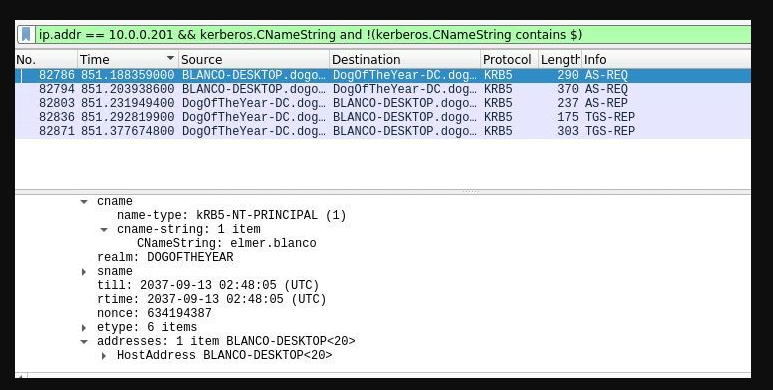 ip.addr == 10.0.0.201 && kerberos.CNameString and !(kerberos.CNameString contains $)
No. Time Source Destination Protocol Length Info
82786 851.188359000 BLANCO-DESKTOP.dogo… DogOfTheYear-DC.dog… KRB5 290 AS-REQ
82794 851.203938600 BLANCO-DESKTOP.dogo… DogOfTheYear-DC.dog… KRB5 370 AS-REQ
82803 851.231949400 DogOfTheYear-DC.dog… BLANCO-DESKTOP.dogo… KRB5 237 AS-REP
82836 851.292819900 DogOfTheYear-DC.dog… BLANCO-DESKTOP.dogo… KRB5 175 TGS-REP
82871 851.377674800 DogOfTheYear-DC.dog… BLANCO-DESKTOP.dogo… KRB5 303 TGS-REP
cname
name-type: kRB5-NT-PRINCIPAL (1)
cname-string: 1 item
CNameString: elmer.blanco
realm: DOGOFTHEYEAR
sname
till: 2037-09-13 02:48:05 (UTC)
rtime: 2037-09-13 02:48:05 (UTC)
nonce: 634194387
etype: 6 items
addresses: 1 item BLANCO-DESKTOP<20>
HostAddress BLANCO-DESKTOP<20>